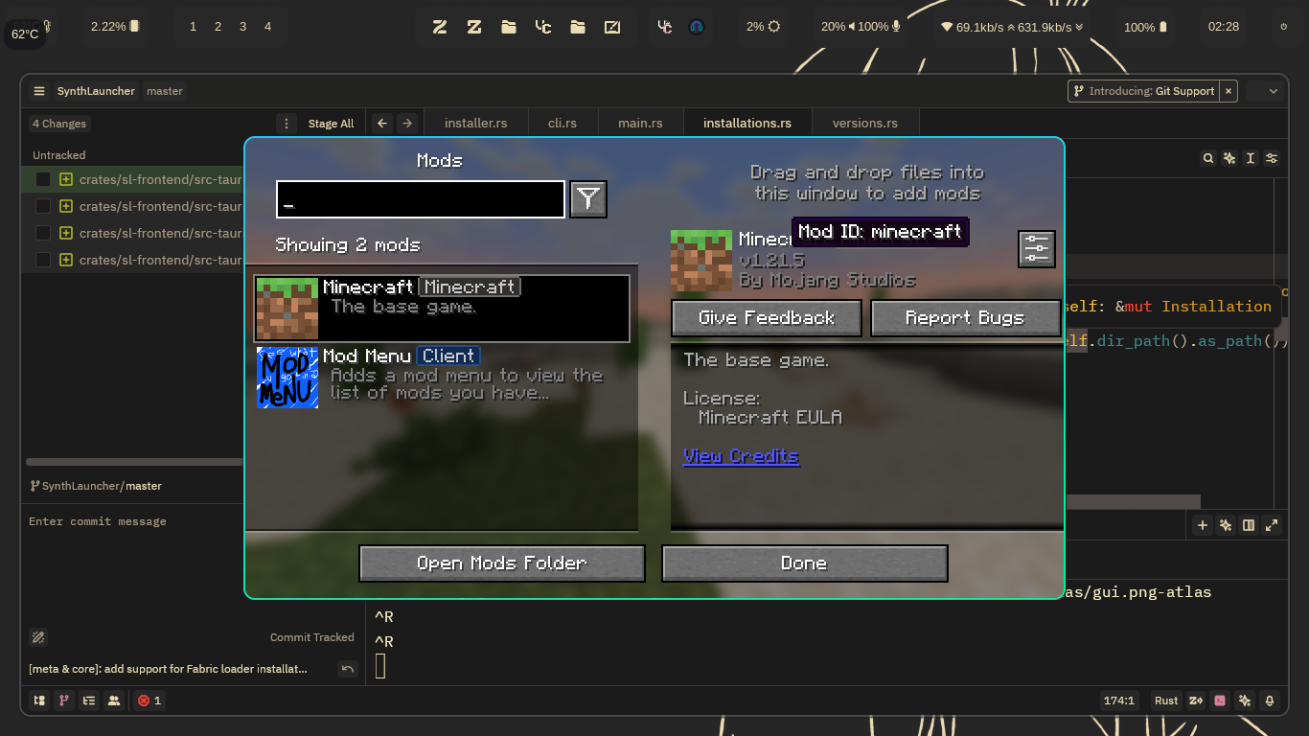 62°C
2.22%
1 2 3 4
2%
20% 100%
69.1kb/s 631.9kb/s
100%
02:28
SynthLauncher master
Introducing: Git Support ×
4 Changes
Stage All
installer.rs
cli.rs
main.rs
installations.rs
versions.rs
Untracked
crates/sl-frontend/src-taur
crates/sl-frontend/src-taur
crates/sl-frontend/src-taur
crates/sl-frontend/src-taur
Mods
_
Showing 2 mods
Minecraft Minecraft
The base game.
Mod Menu Client
Adds a mod menu to view the
list of mods you have...
MOD
MeNU
Drag and drop files into
this window to add mods
Minec
Mod ID: minecraft
v1.21.5
By Mojang Studios
Give Feedback
Report Bugs
The base game.
License:
Minecraft EULA
View Credits
Open Mods Folder
Done
self: &mut Installation
elf.dir_path().as_path()
SynthLauncher/master
Enter commit message
as/gui.png-atlas
^R
^R
Commit Tracked
[meta & core]: add support for Fabric loader installat...
1
174:1
Rust